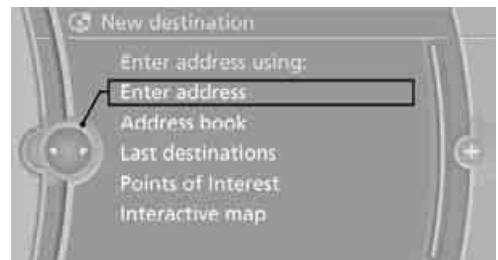 New destination
Enter address using:
Enter address
Address book
Last destinations
Points of Interest
Interactive map